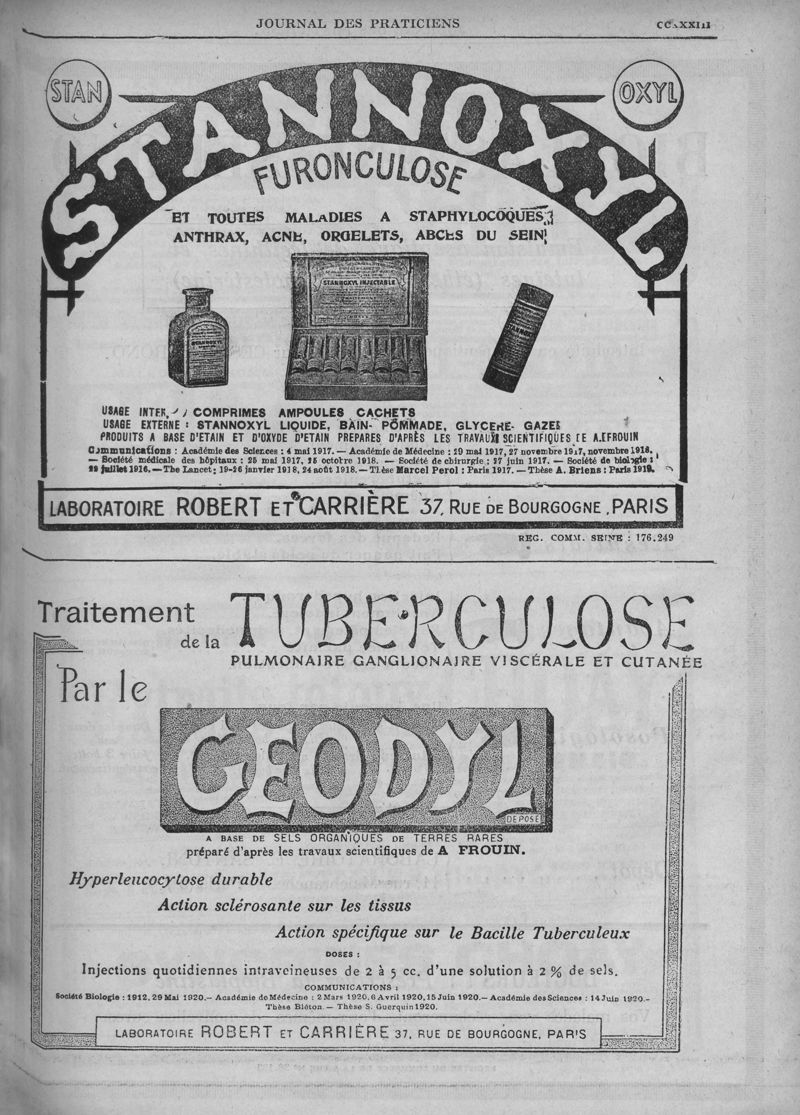 JOURNAL DES PRATICIENS
STAN
OXYL
STANNOXYL
FURONCULOSE
ET TOUTES MALADIES A STAPHYLOCOQUES
ANTHRAX, ACNE, ORGELETS, ABCES DU SEIN
STANNOXYL INJECTABLE
STANNOXYL
USAGE COMPRIMES AMPOULES CACHETS
USAGE EXTERNE : STANNOXYL LIQUIDE, BAIN- POMMADE, GLYCERE- GAZE
PRODUITS A BASE D'ETAIN ET D'OXYDE D'ETAIN PREPARES D'APRÈS LES TRAVAUX SCIENTIFIQUES DE A. FROUIN
Communications : Académie des Sciences : 4 mai 1917. — Académie de Médecine : 29 mai 1917, 27 novembre 1917, novembre 1918.
— Société médicale des hôpitaux : 25 mai 1917, 25 octobre 1918. — Société de chirurgie : 27 juin 1917. — Société de biologie :
juillet 1916. — The Lancet ; 19-26 janvier 1918, 24 août 1918. — Thèse Marcel Perol : Paris 1917. — Thèse A. Briens : Paris 1919.
LABORATOIRE ROBERT ET CARRIÈRE 37, RUE DE BOURGOGNE, PARIS
REG. COMM. SEINE : 176.249
Traitement
de la TUBERCULOSE
PULMONAIRE GANGLIONAIRE VISCÉRALE ET CUTANÉE
Par le
GEODYL
DÉPOSÉ
A BASE DE SELS ORGANIQUES DE TERRES RARES
préparé d'après les travaux scientifiques de A FROUIN.
Hyperleucocytose durable
Action sclérosante sur les tissus
Action spécifique sur le Bacille Tuberculeux
DOSES :
Injections quotidiennes intraveineuses de 2 à 5 cc. d'une solution à 2 % de sels.
COMMUNICATIONS :
Société Biologie : 1912, 29 Mai 1920.— Académie de Médecine : 2 Mars 1920, 6 Avril 1920, 15 Juin 1920.— Académie des Sciences : 14 Juin 1920.—
Thèse Bléton. — Thèse S. Guerquin 1920.
LABORATOIRE ROBERT ET CARRIÈRE 37, RUE DE BOURGOGNE, PARIS